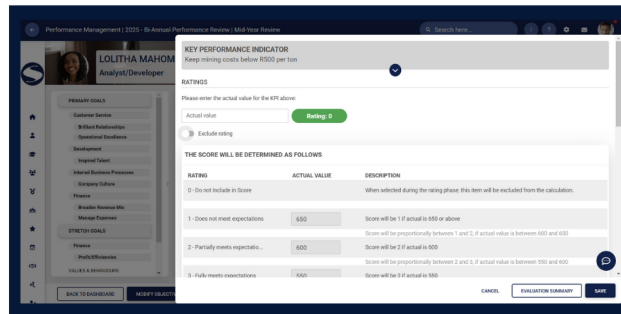 Performance Management | 2025 - Bi-Annual Performance Review | Mid-Year Review
Search here...
LOLITHA MAHOM
Analyst/Developer
PRIMARY GOALS
Customer Service
Brilliant Relationships
Operational Excellence
Development
Inspired Talent
Internal Business Processes
Company Culture
Finance
Broaden Revenue Mix
Manage Expenses
STRETCH GOALS
Finance
Profit/Efficiencies
VALUES & BEHAVIOURS
BACK TO DASHBOARD
MODIFY OBJECTIV
KEY PERFORMANCE INDICATOR
Keep mining costs below R500 per ton
RATINGS
Please enter the actual value for the KPI above:
Actual value
Rating: 0
Exclude rating
THE SCORE WILL BE DETERMINED AS FOLLOWS
RATING ACTUAL VALUE DESCRIPTION
0 - Do not Include in Score When selected during the rating phase; this item will be excluded from the calculation.
1 - Does not meet expectations 650 Score will be 1 if actual is 650 or above
Score will be proportionally between 1 and 2, if actual value is between 600 and 650
2 - Partially meets expectatio... 600 Score will be 2 if actual is 600
Score will be proportionally between 2 and 3, if actual value is between 550 and 600
3 - Fully meets expectations 550 Score will be 3 if actual is 550
CANCEL
EVALUATION SUMMARY
SAVE